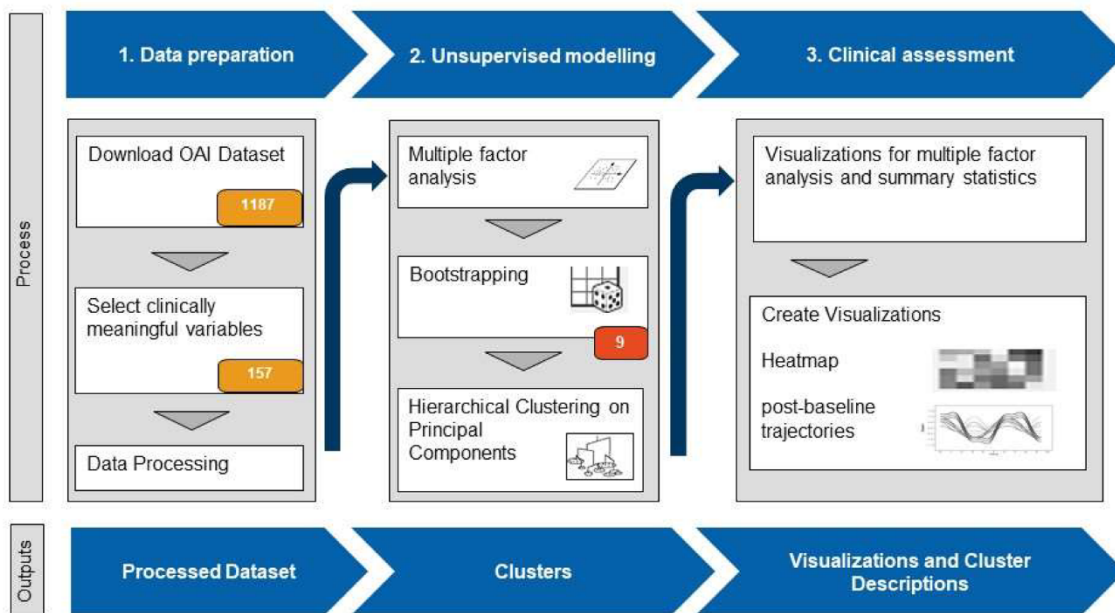 1. Data preparation
2. Unsupervised modelling
3. Clinical assessment
Process
Download OAI Dataset
1187
Select clinically
meaningful variables
157
Data Processing
Multiple factor
analysis
Bootstrapping
9
Hierarchical Clustering on
Principal
Components
Visualizations for multiple factor
analysis and summary statistics
Create Visualizations
Heatmap
post-baseline
trajectories
Outputs
Processed Dataset
Clusters
Visualizations and Cluster
Descriptions